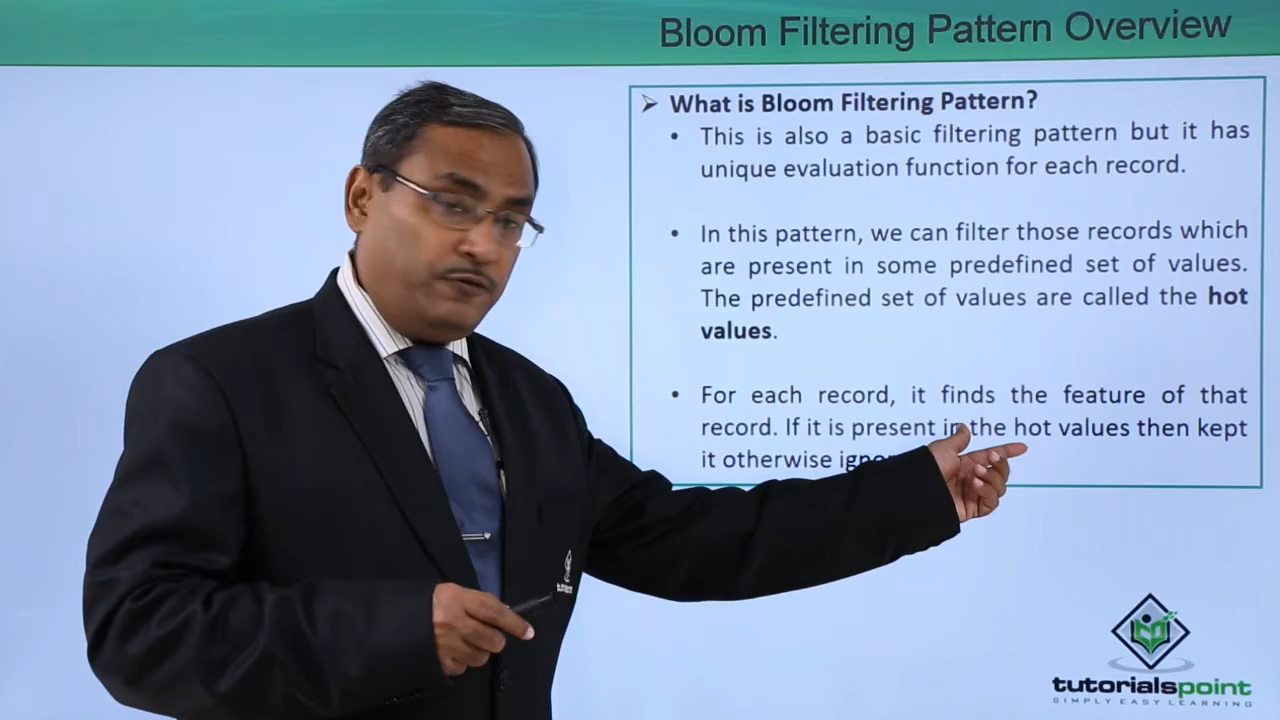 Bloom Filtering Pattern Overview
➢ What is Bloom Filtering Pattern?
• This is also a basic filtering pattern but it has
unique evaluation function for each record.
• In this pattern, we can filter those records which
are present in some predefined set of values.
The predefined set of values are called the hot
values.
• For each record, it finds the feature of that
record. If it is present in the hot values then kept
it otherwise
tutorialspoint
SIMPLY EASY LEARNING